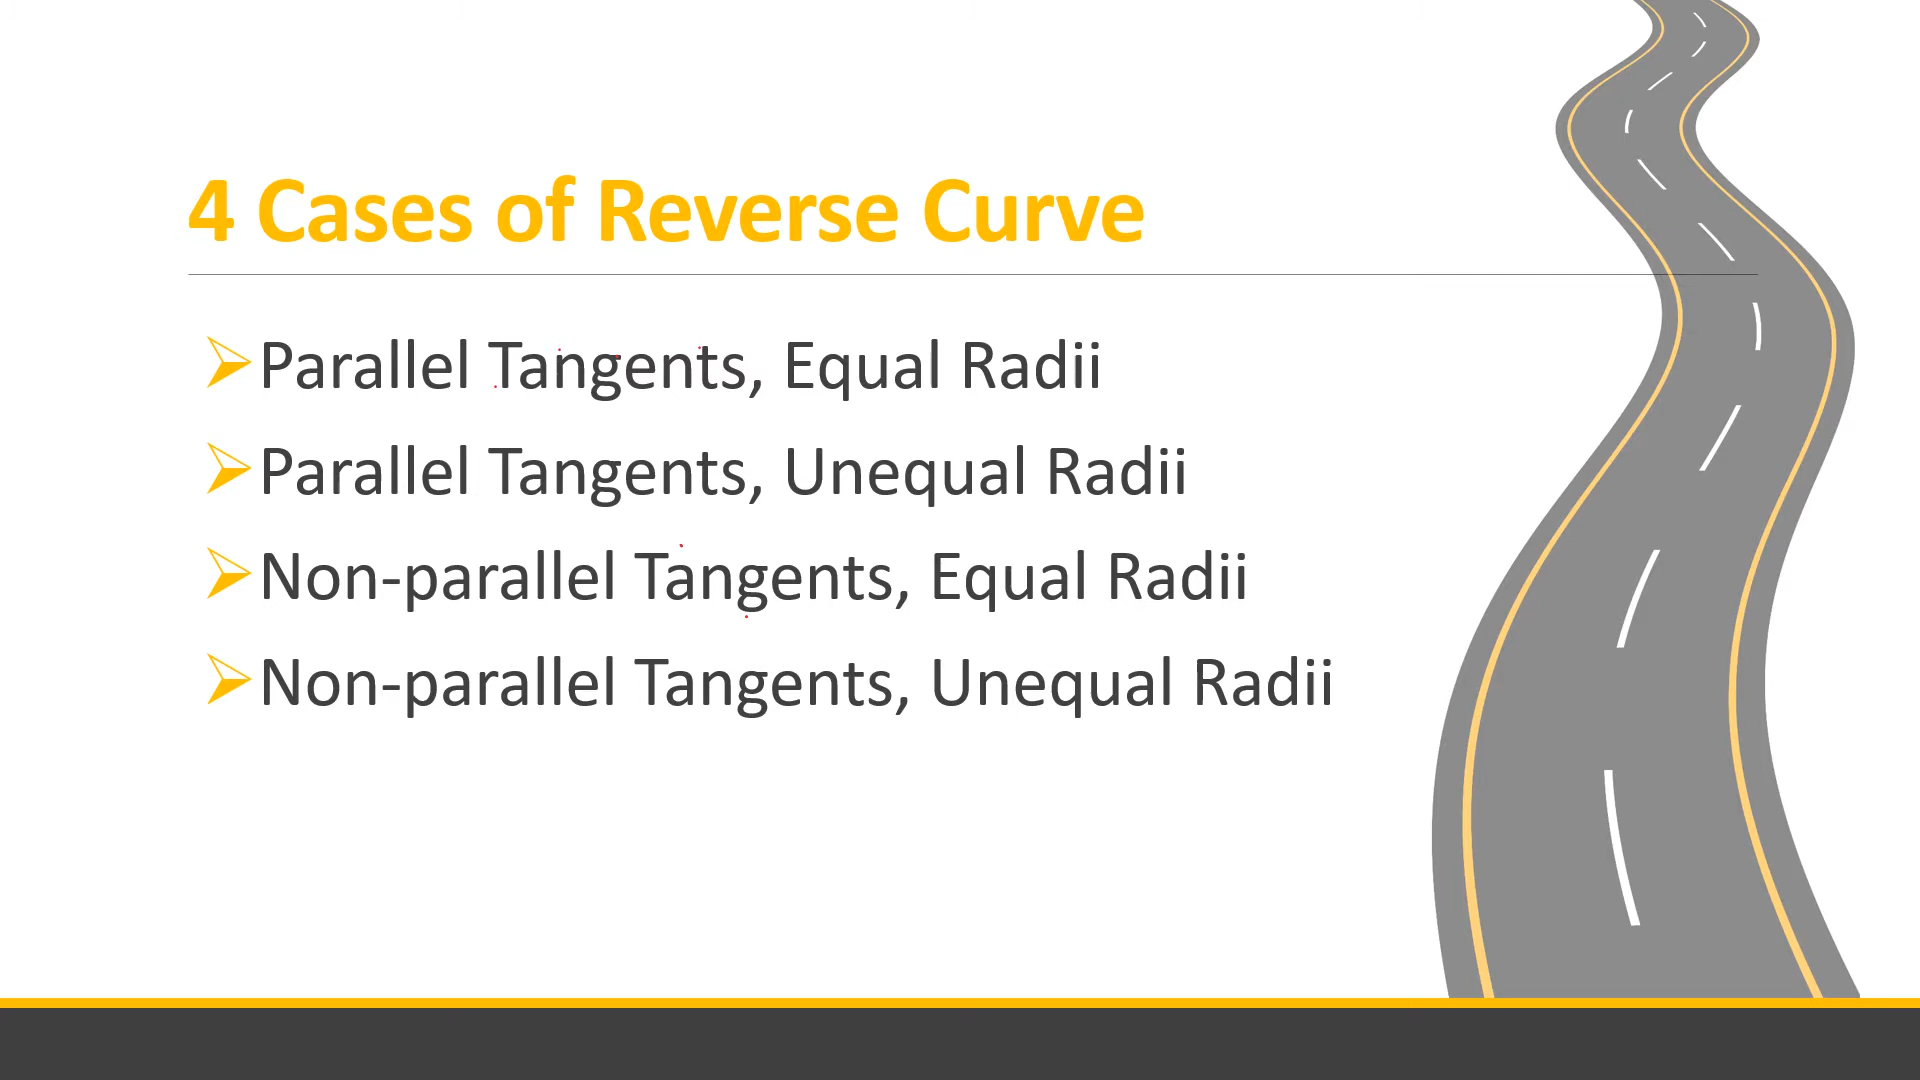 4 Cases of Reverse Curve
Parallel Tangents, Equal Radii
Parallel Tangents, Unequal Radii
Non-parallel Tangents, Equal Radii
Non-parallel Tangents, Unequal Radii